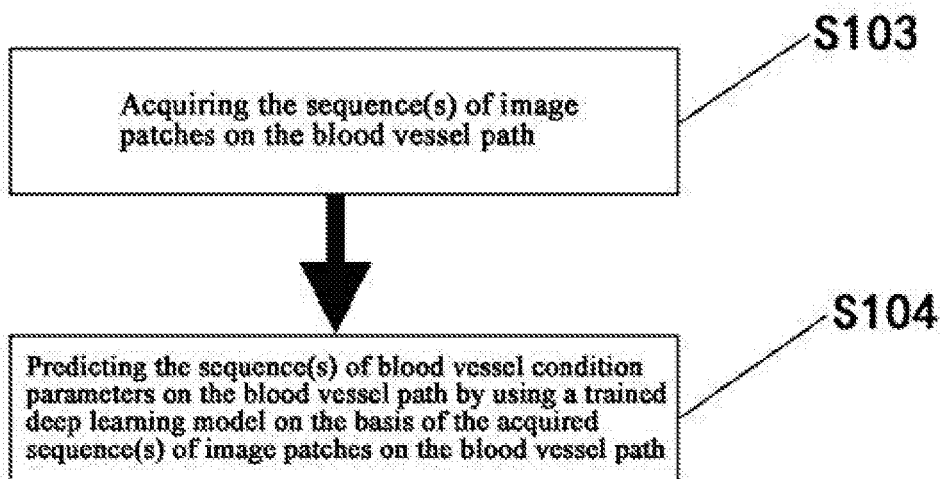 S103
Acquiring the sequence(s) of image
patches on the blood vessel path
S104
Predicting the sequence(s) of blood vessel condition
parameters on the blood vessel path by using a trained
deep learning model on the basis of the acquired
sequence(s) of image patches on the blood vessel path